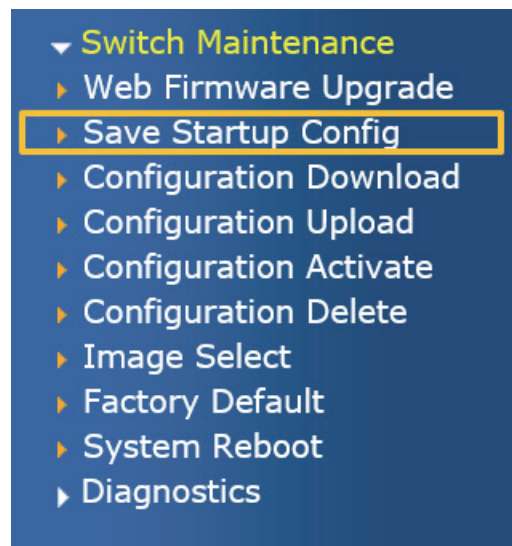 Switch Maintenance
Web Firmware Upgrade
Save Startup Config
Configuration Download
Configuration Upload
Configuration Activate
Configuration Delete
Image Select
Factory Default
System Reboot
Diagnostics